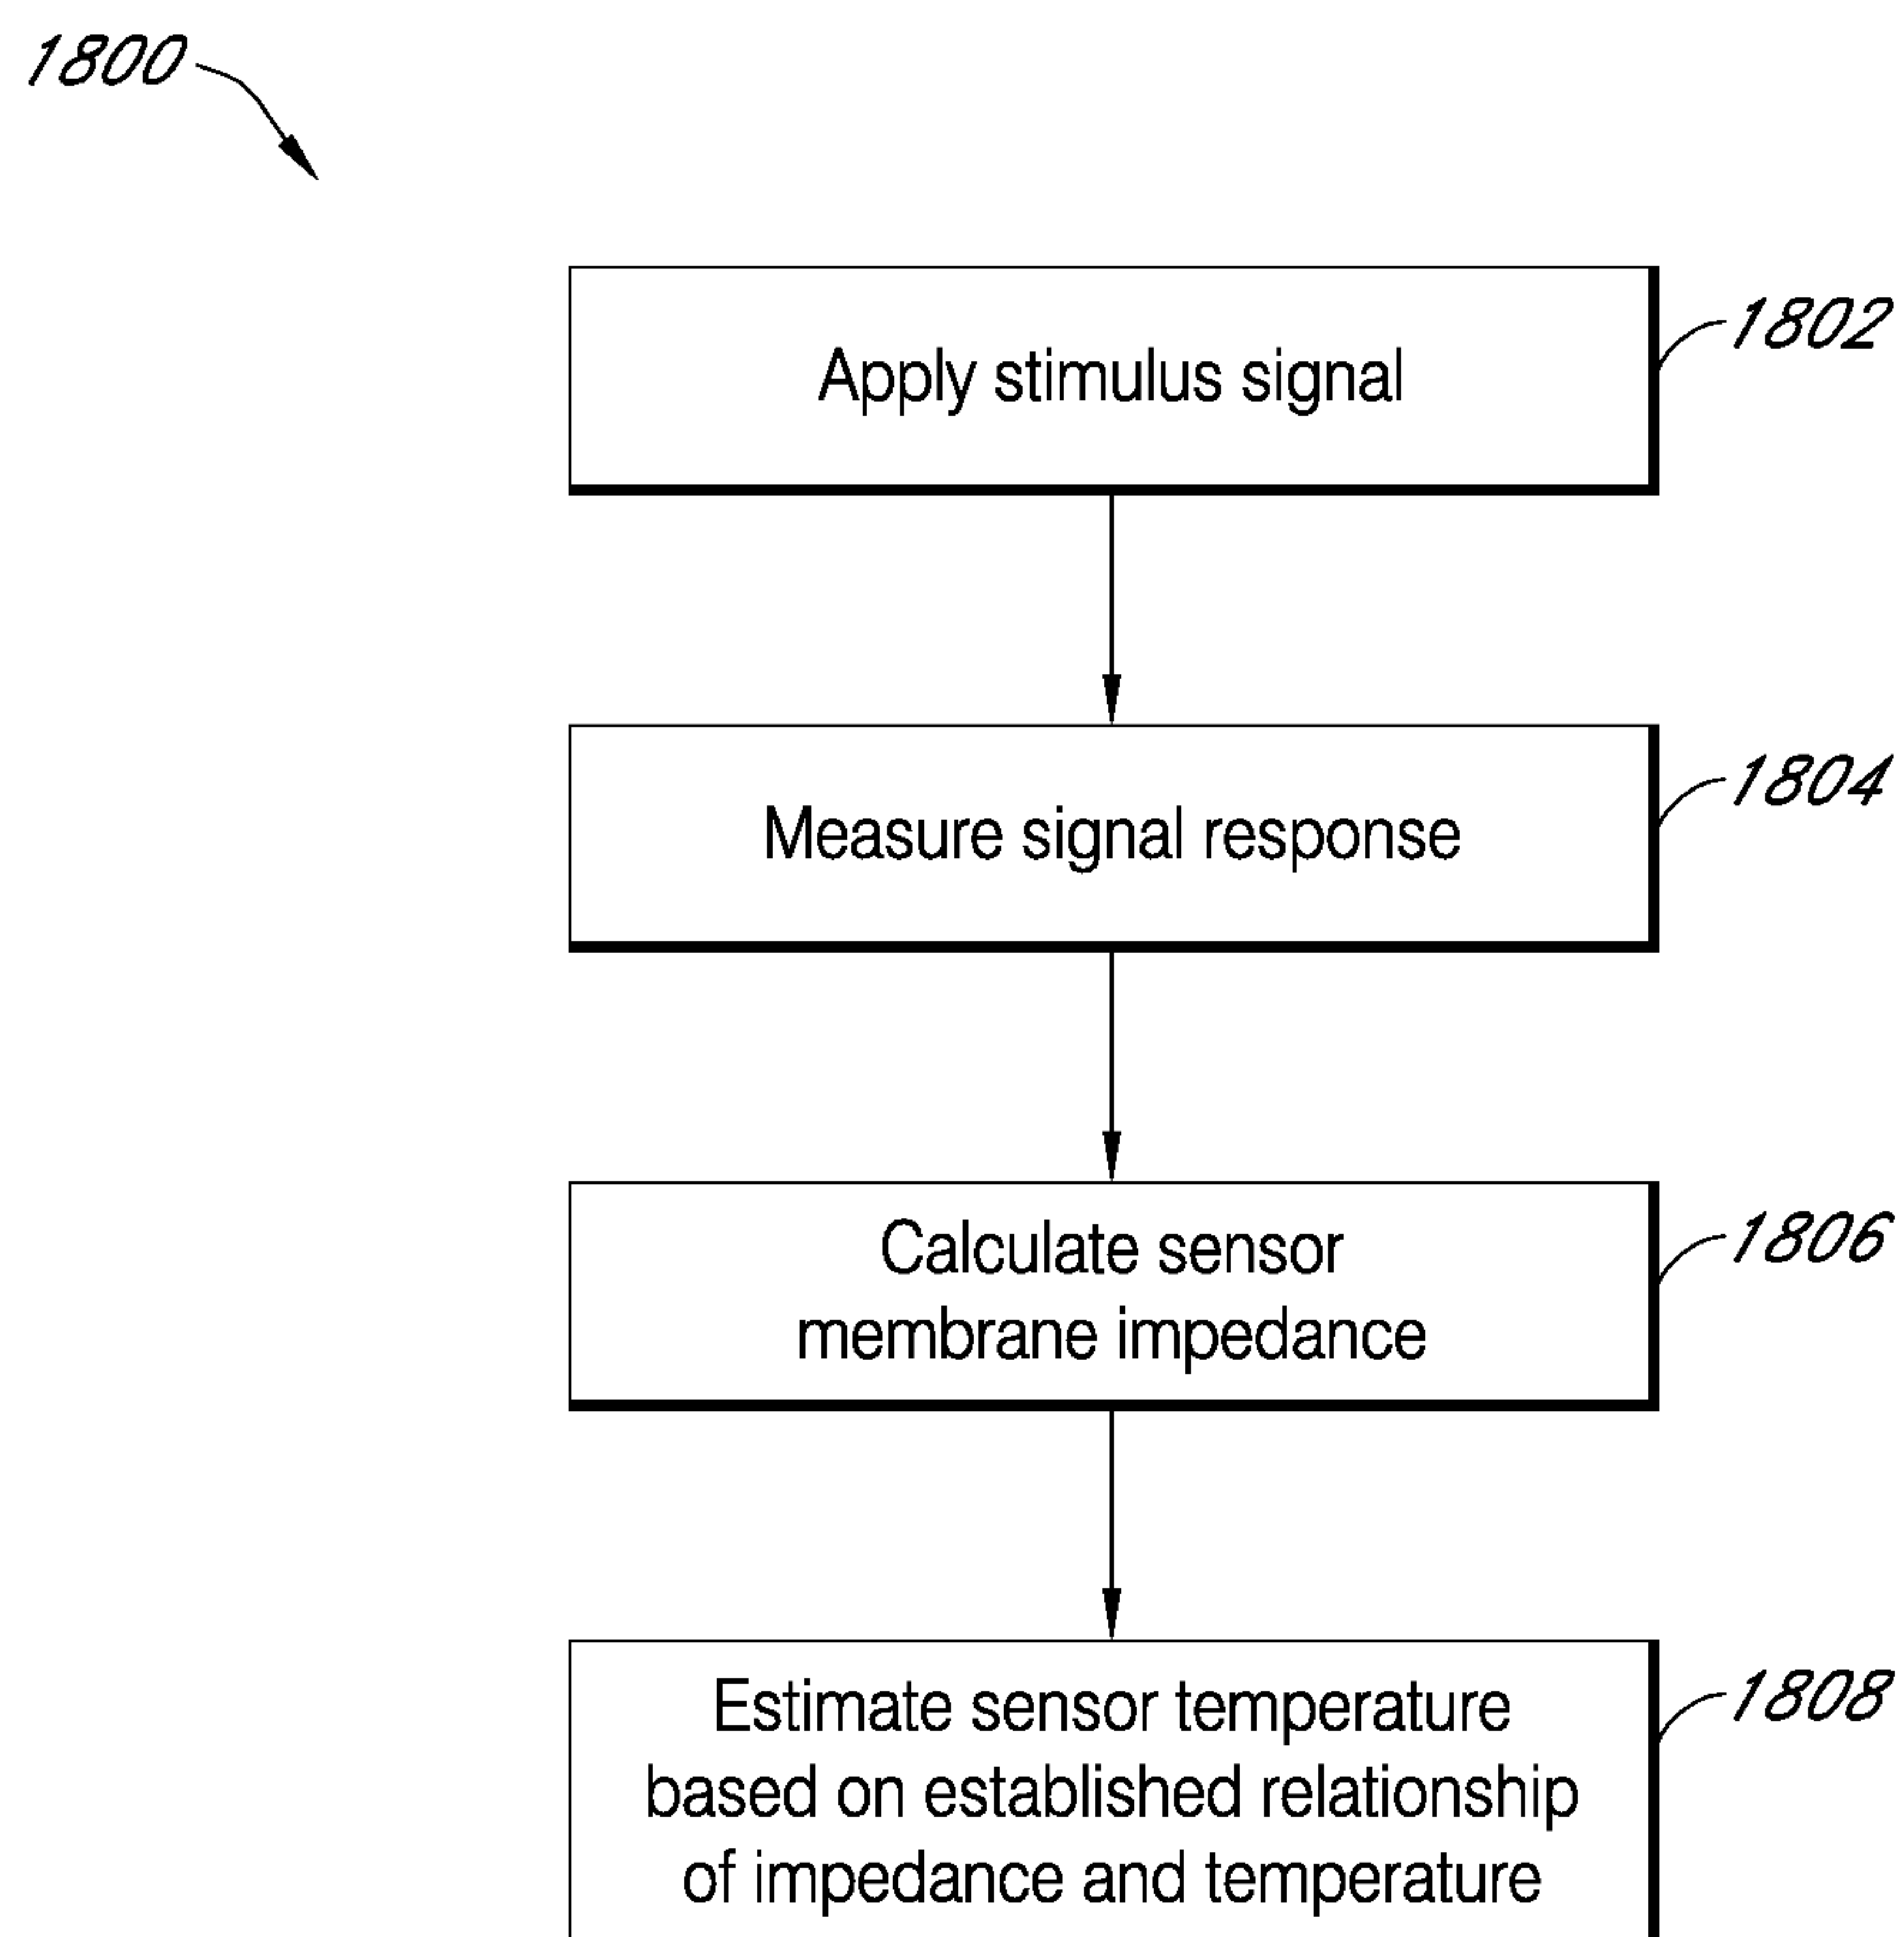 1800
Apply stimulus signal
1802
Measure signal response
1804
Calculate sensor
membrane impedance
1806
Estimate sensor temperature
based on established relationship
of impedance and temperature
1808